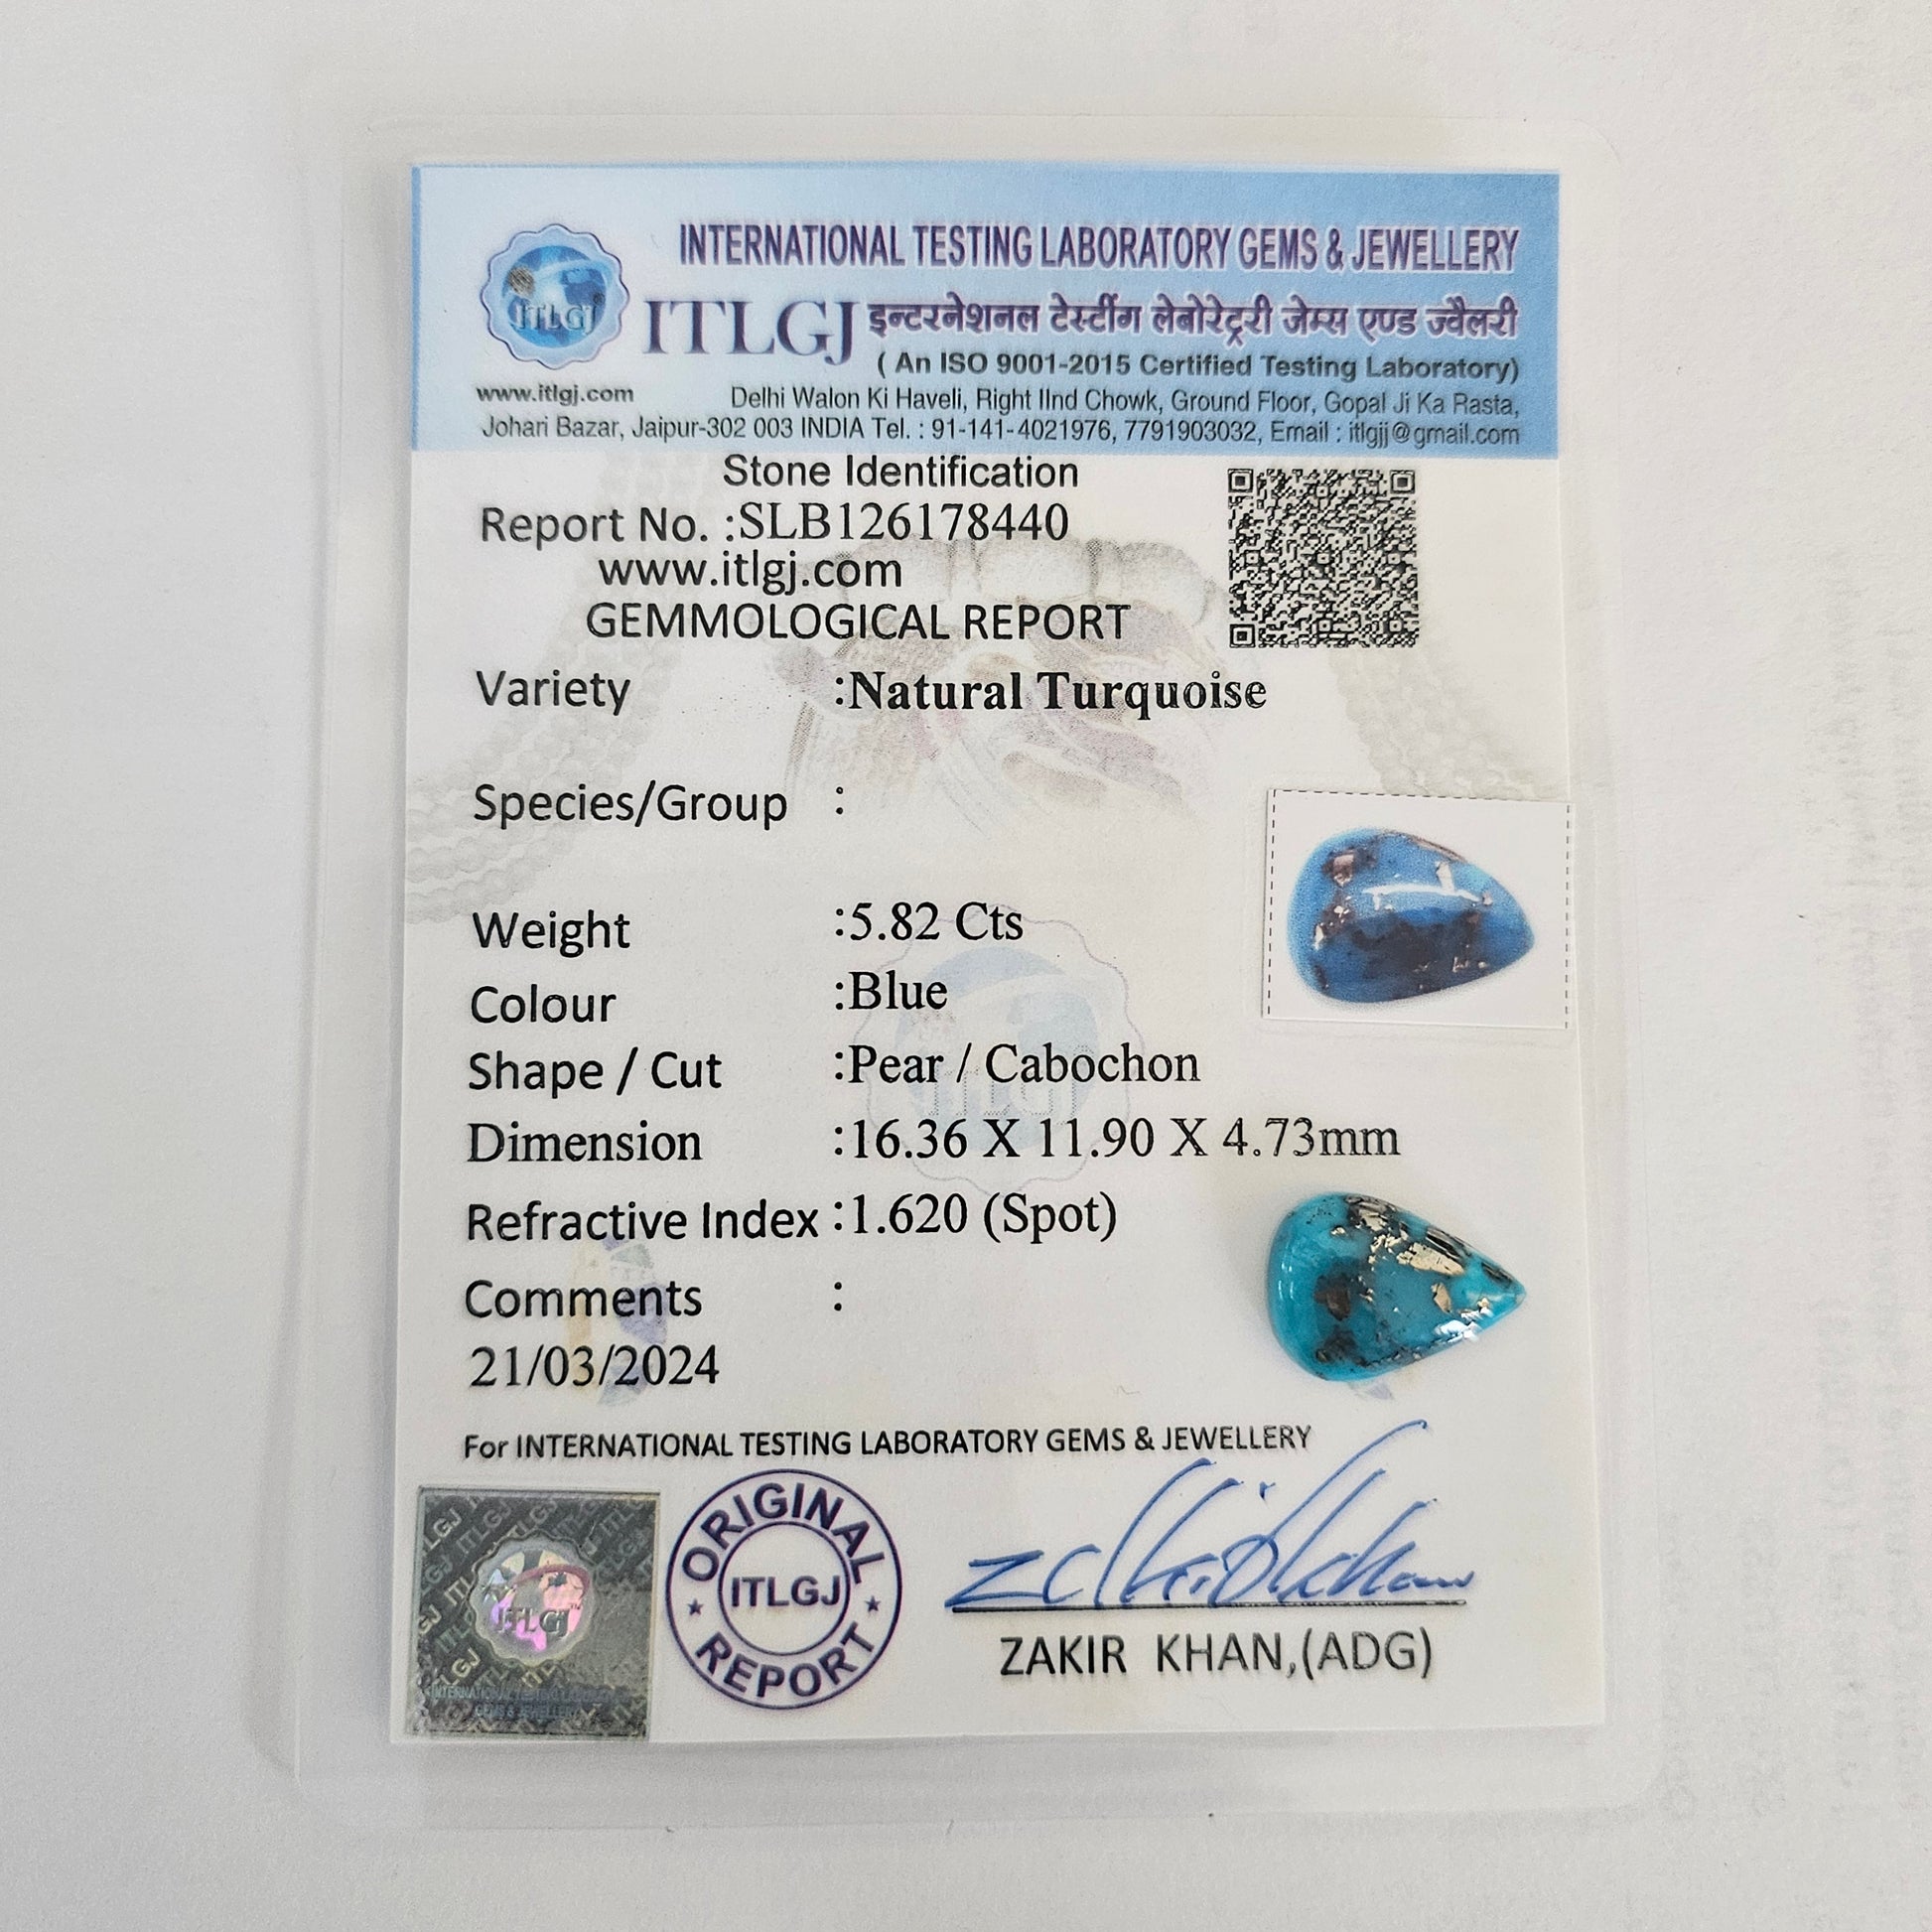 INTERNATIONAL TESTING LABORATORY GEMS & JEWELLERY
ITLGJ
ITLGJ इन्टरनेशनल टेस्टींग लेबोरेट्ररी जेम्स एण्ड ज्वैलरी
( An ISO 9001-2015 Certified Testing Laboratory)
www.itlgj.com Delhi Walon Ki Haveli, Right IInd Chowk, Ground Floor, Gopal Ji Ka Rasta,
Johari Bazar, Jaipur-302 003 INDIA Tel. : 91-141-4021976, 7791903032, Email : itlgjj@gmail.com
Stone Identification
Report No. :SLB126178440
www.itlgj.com
GEMMOLOGICAL REPORT
Variety :Natural Turquoise
Species/Group :
Weight :5.82 Cts
Colour :Blue
Shape / Cut :Pear / Cabochon
Dimension :16.36 X 11.90 X 4.73mm
Refractive Index :1.620 (Spot)
Comments :
21/03/2024
For INTERNATIONAL TESTING LABORATORY GEMS & JEWELLERY
ITLGJ
ORIGINAL
ITLGJ
REPORT
ZAKIR KHAN,(ADG)